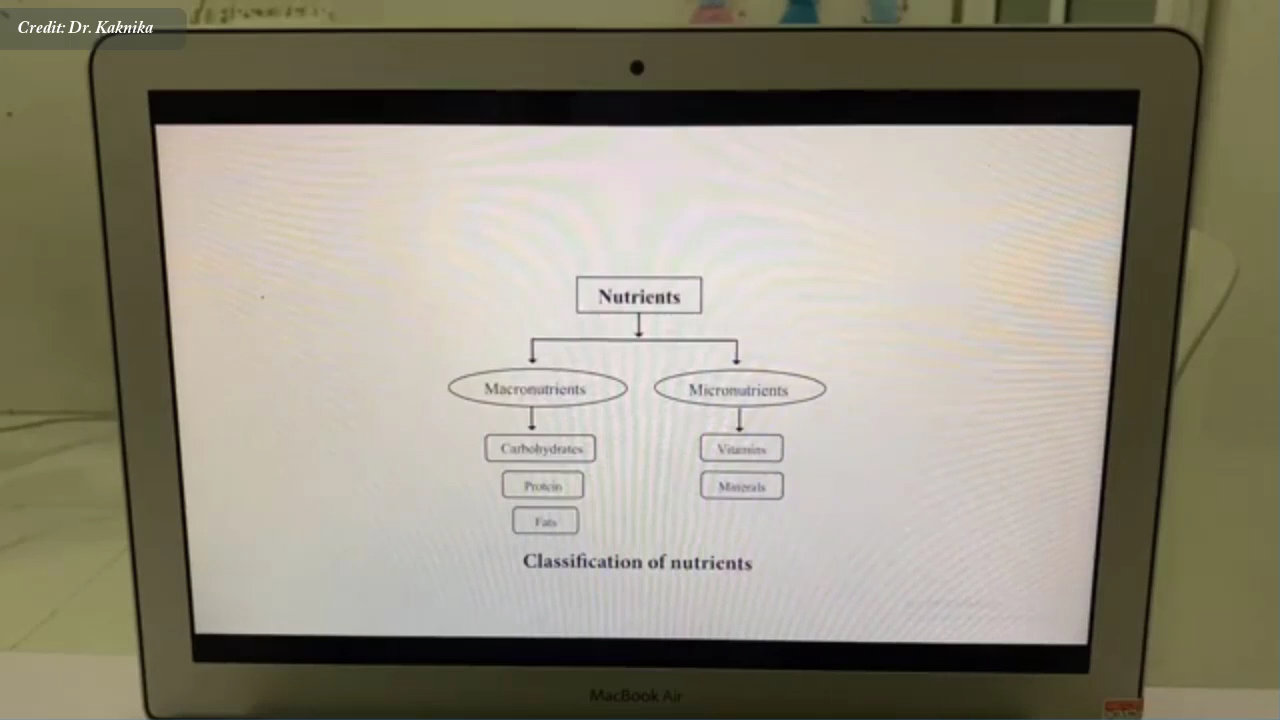 Credit: Dr. Kaknika
Nutrients
Macronutrients
Micronutrients
Carbohydrates
Vitamins
Protein
Minerals
Fats
Classification of nutrients
MacBook Air